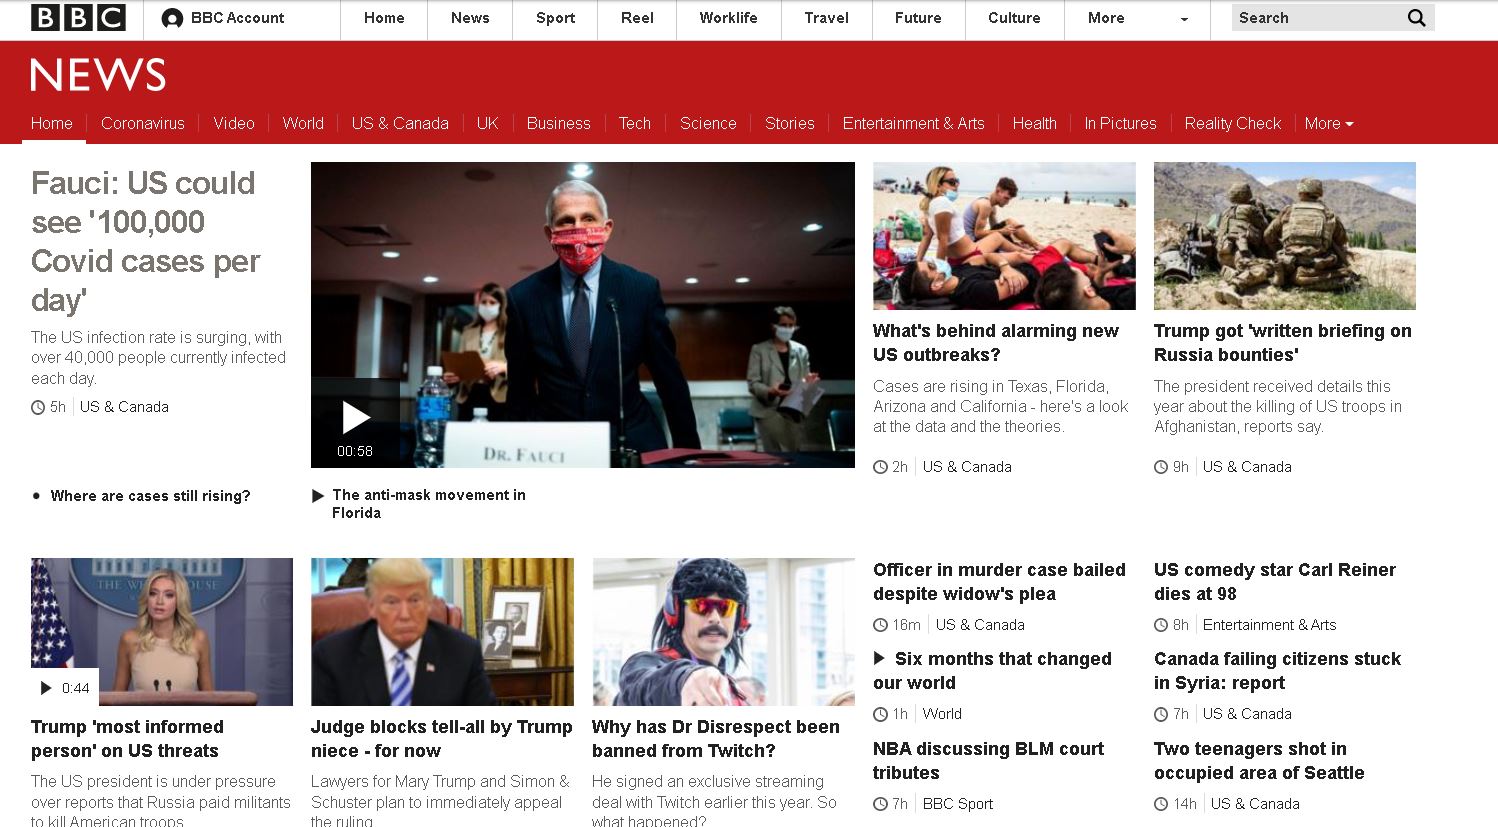 BBC
BBC Account
Home
News
Sport
Reel
Worklife
Travel
Future
Culture
More
Search
NEWS
Home
Coronavirus
Video
World
US & Canada
UK
Business
Tech
Science
Stories
Entertainment & Arts
Health
In Pictures
Reality Check
More
Fauci: US could
see '100,000
Covid cases per
day'
The US infection rate is surging, with
over 40,000 people currently infected
each day.
5h
US & Canada
DR. FAUCI
00:58
What's behind alarming new
US outbreaks?
Cases are rising in Texas, Florida,
Arizona and California - here's a look
at the data and the theories.
2h
US & Canada
Trump got 'written briefing on
Russia bounties'
The president received details this
year about the killing of US troops in
Afghanistan, reports say.
9h
US & Canada
Where are cases still rising?
The anti-mask movement in
Florida
THE WHITE HOUSE
0:44
Trump 'most informed
person' on US threats
The US president is under pressure
over reports that Russia paid militants
to kill American troops.
Judge blocks tell-all by Trump
niece - for now
Lawyers for Mary Trump and Simon &
Schuster plan to immediately appeal
the ruling.
Why has Dr Disrespect been
banned from Twitch?
He signed an exclusive streaming
deal with Twitch earlier this year. So
what happened?
Officer in murder case bailed
despite widow's plea
16m
US & Canada
Six months that changed
our world
1h
World
NBA discussing BLM court
tributes
7h
BBC Sport
US comedy star Carl Reiner
dies at 98
8h
Entertainment & Arts
Canada failing citizens stuck
in Syria: report
7h
US & Canada
Two teenagers shot in
occupied area of Seattle
14h
US & Canada